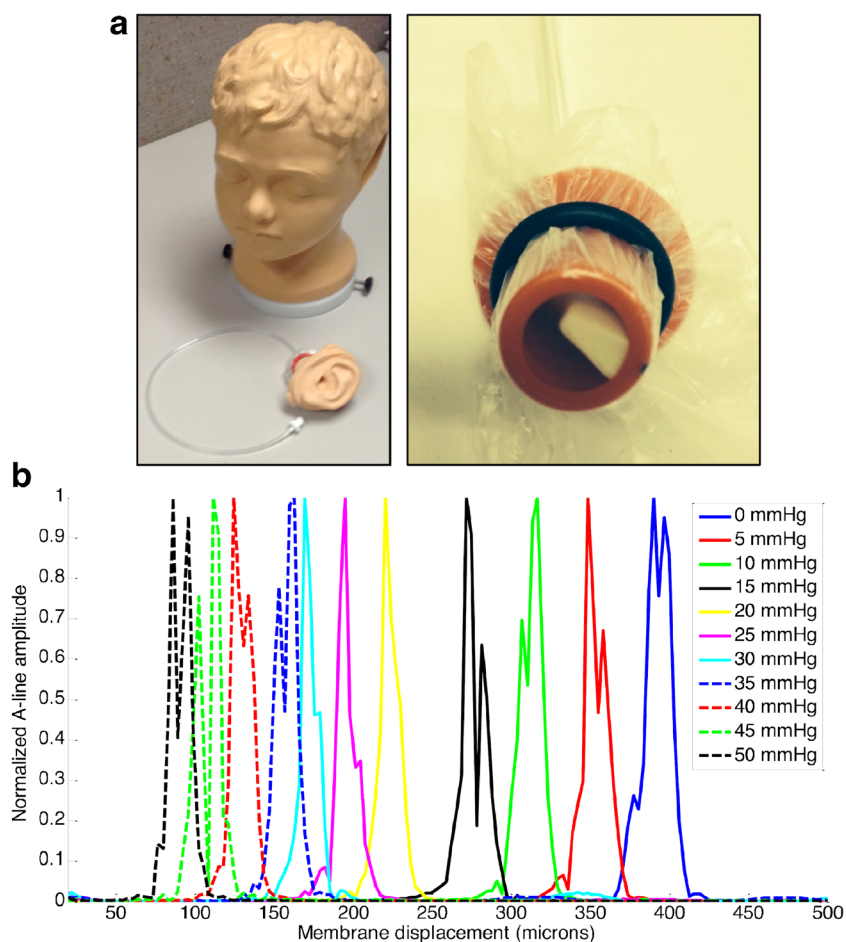 a
b
Normalized A-line amplitude
1
0.9
0.8
0.7
0.6
0.5
0.4
0.3
0.2
0.1
0
50
100
150
200
250
300
350
400
450
500
Membrane displacement (microns)
0 mmHg
5 mmHg
10 mmHg
15 mmHg
20 mmHg
25 mmHg
30 mmHg
35 mmHg
40 mmHg
45 mmHg
50 mmHg